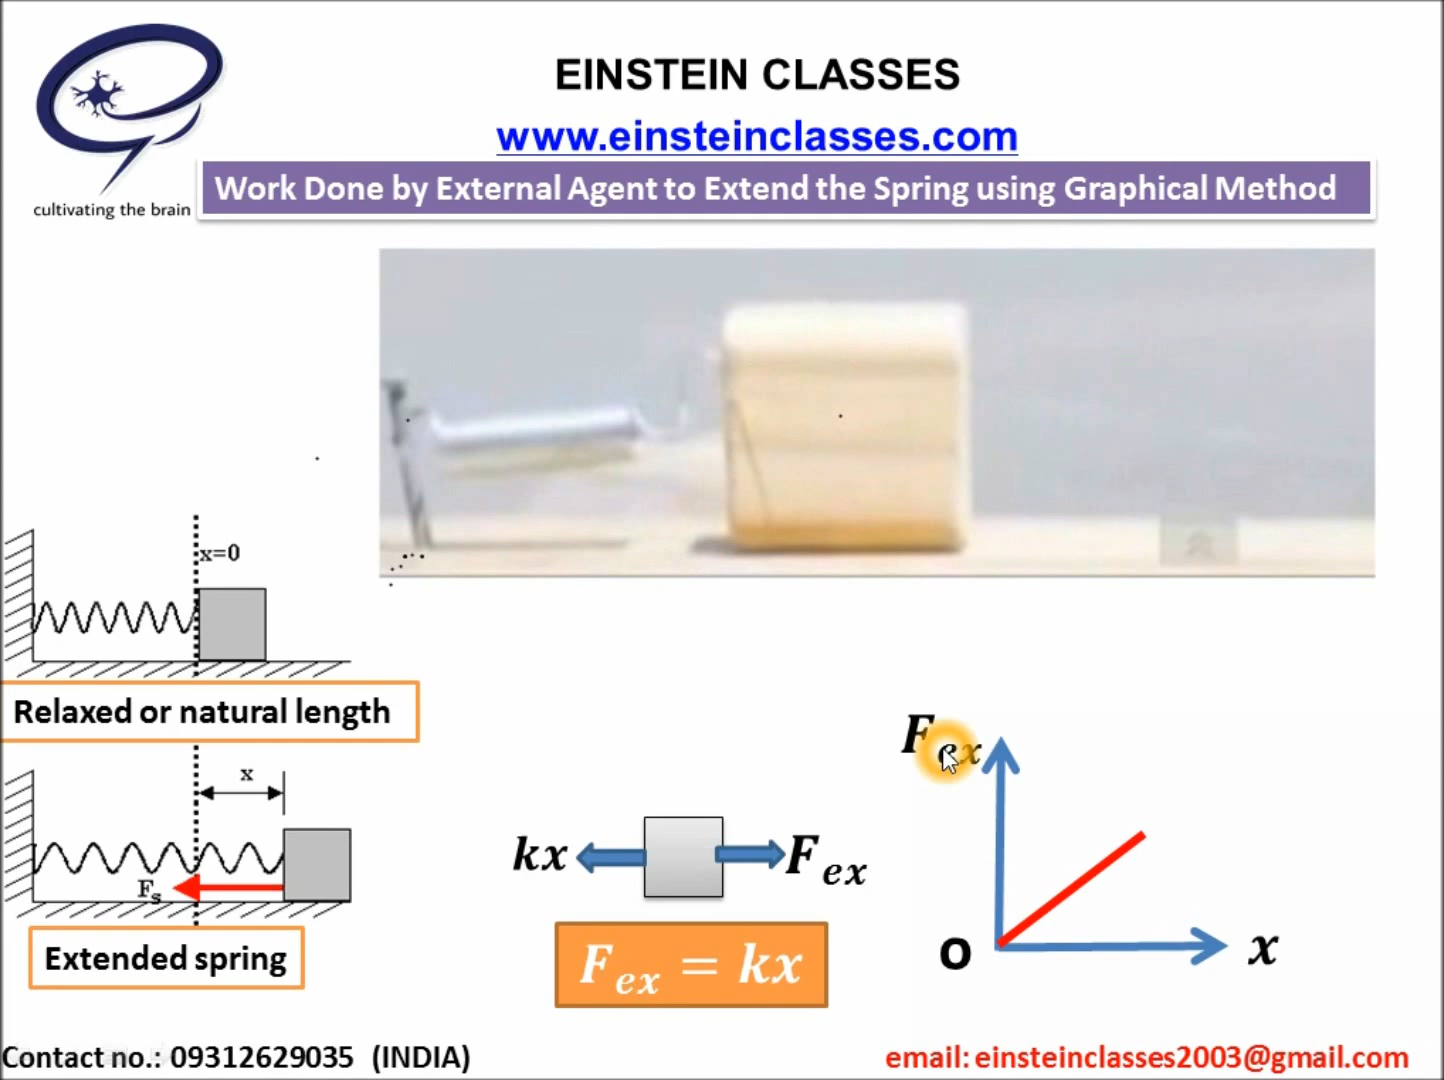 EINSTEIN CLASSES
www.einsteinclasses.com
Work Done by External Agent to Extend the Spring using Graphical Method
cultivating the brain
x=0
Relaxed or natural length
x
Fs
Extended spring
kx
Fex
Fex = kx
Fex
O
x
Contact no.: 09312629035 (INDIA)
email: einsteinclasses2003@gmail.com